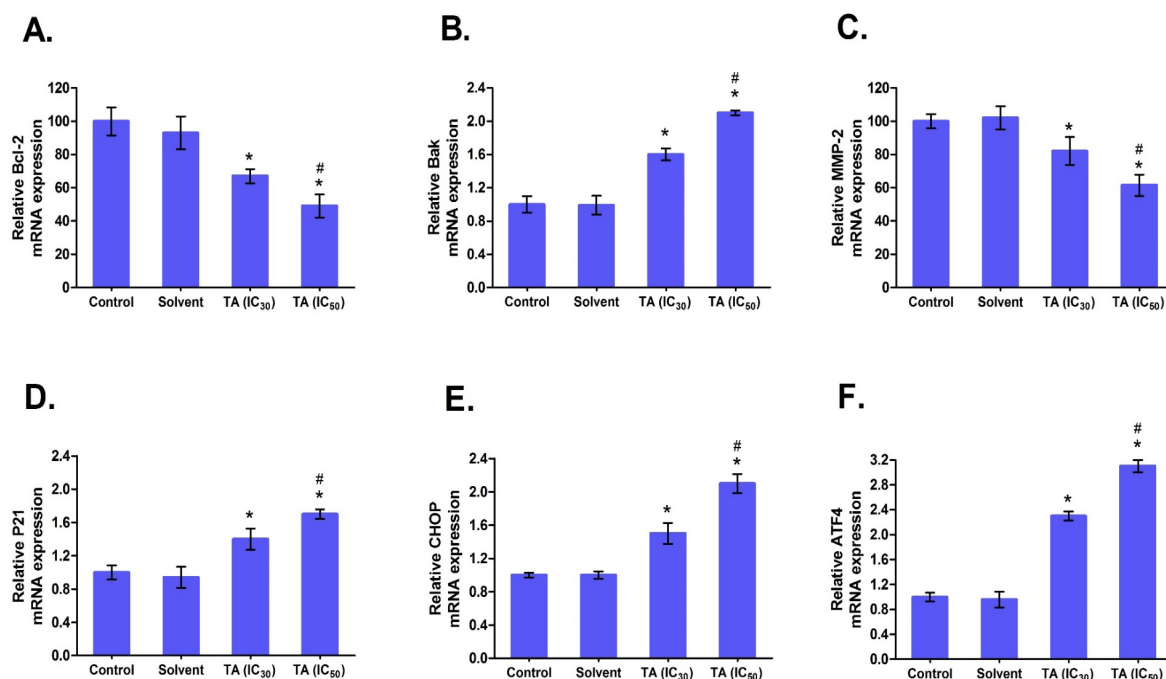 A.
Relative Bcl-2
mRNA expression
120
100
80
60
40
20
0
*
#
*
Control Solvent TA (IC30) TA (IC50)
B.
Relative Bak
mRNA expression
2.4
2.0
1.6
1.2
0.8
0.4
0.0
*
#
*
Control Solvent TA (IC30) TA (IC50)
C.
Relative MMP-2
mRNA expression
120
100
80
60
40
20
0
*
#
*
Control Solvent TA (IC30) TA (IC50)
D.
Relative P21
mRNA expression
2.4
2.0
1.6
1.2
0.8
0.4
0.0
*
#
*
Control Solvent TA (IC30) TA (IC50)
E.
Relative CHOP
mRNA expression
2.4
2.0
1.6
1.2
0.8
0.4
0.0
*
#
*
Control Solvent TA (IC30) TA (IC50)
F.
Relative ATF4
mRNA expression
3.2
2.8
2.4
1.2
0.8
0.4
0.0
*
#
*
Control Solvent TA (IC30) TA (IC50)